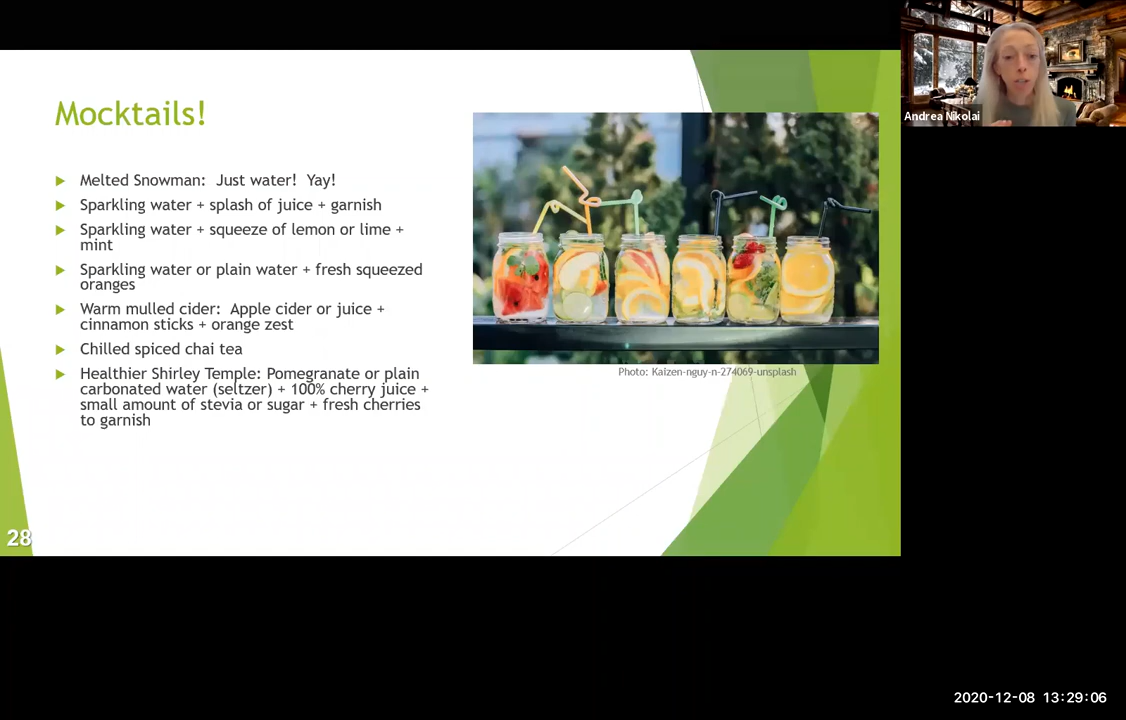 Mocktails!
Melted Snowman:  Just water!  Yay!
Sparkling water + splash of juice + garnish
Sparkling water + squeeze of lemon or lime +
mint
Sparkling water or plain water + fresh squeezed
oranges
Warm mulled cider:  Apple cider or juice +
cinnamon sticks + orange zest
Chilled spiced chai tea
Healthier Shirley Temple: Pomegranate or plain
carbonated water (seltzer) + 100% cherry juice +
small amount of stevia or sugar + fresh cherries
to garnish
Photo: Kaizen-nguy-n-274069-unsplash
28
Andrea Nikolai
2020-12-08 13:29:06